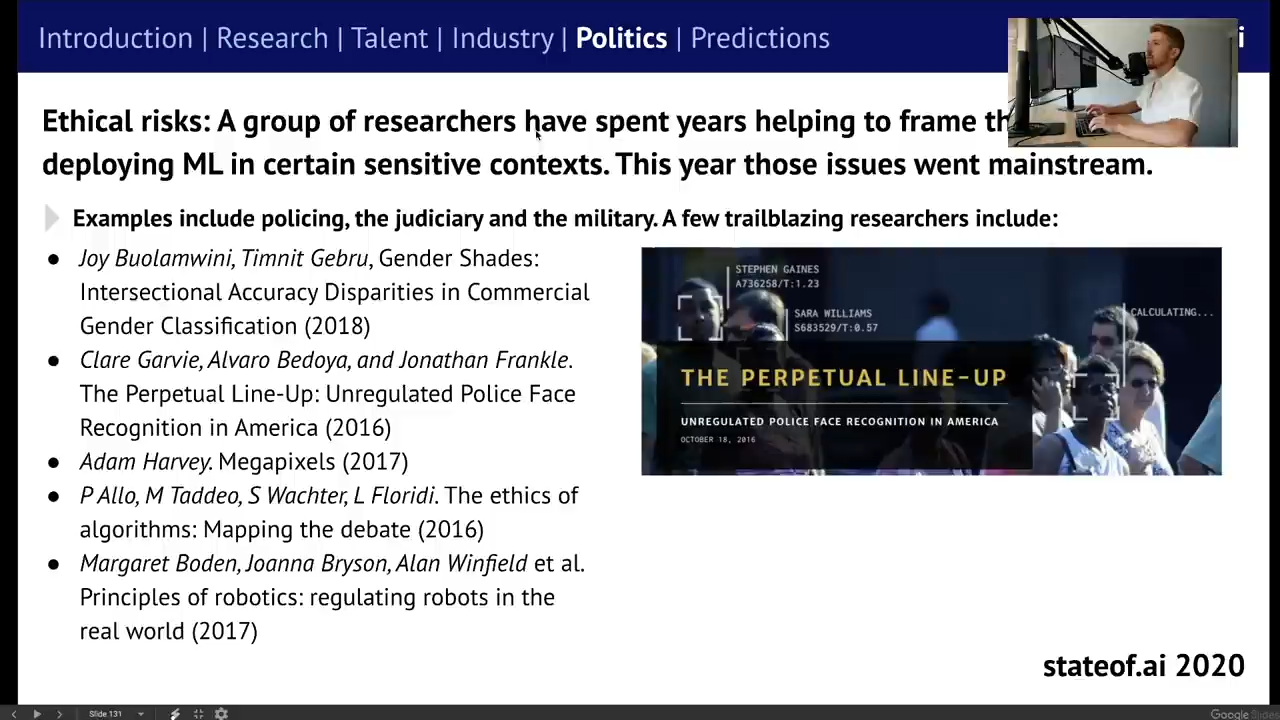 Introduction | Research | Talent | Industry | Politics | Predictions
i
Ethical risks: A group of researchers have spent years helping to frame
deploying ML in certain sensitive contexts. This year those issues went mainstream.
Examples include policing, the judiciary and the military. A few trailblazing researchers include:
● Joy Buolamwini, Timnit Gebru, Gender Shades:
Intersectional Accuracy Disparities in Commercial
Gender Classification (2018)
● Clare Garvie, Alvaro Bedoya, and Jonathan Frankle.
The Perpetual Line-Up: Unregulated Police Face
Recognition in America (2016)
● Adam Harvey. Megapixels (2017)
● P Allo, M Taddeo, S Wachter, L Floridi. The ethics of
algorithms: Mapping the debate (2016)
● Margaret Boden, Joanna Bryson, Alan Winfield et al.
Principles of robotics: regulating robots in the
real world (2017)
STEPHEN GAINES
A736258/T:1.23
SARA WILLIAMS
S683529/T:0.57
CALCULATING...
THE PERPETUAL LINE-UP
UNREGULATED POLICE FACE RECOGNITION IN AMERICA
OCTOBER 18, 2016
stateof.ai 2020
Slide 131
Google Slides